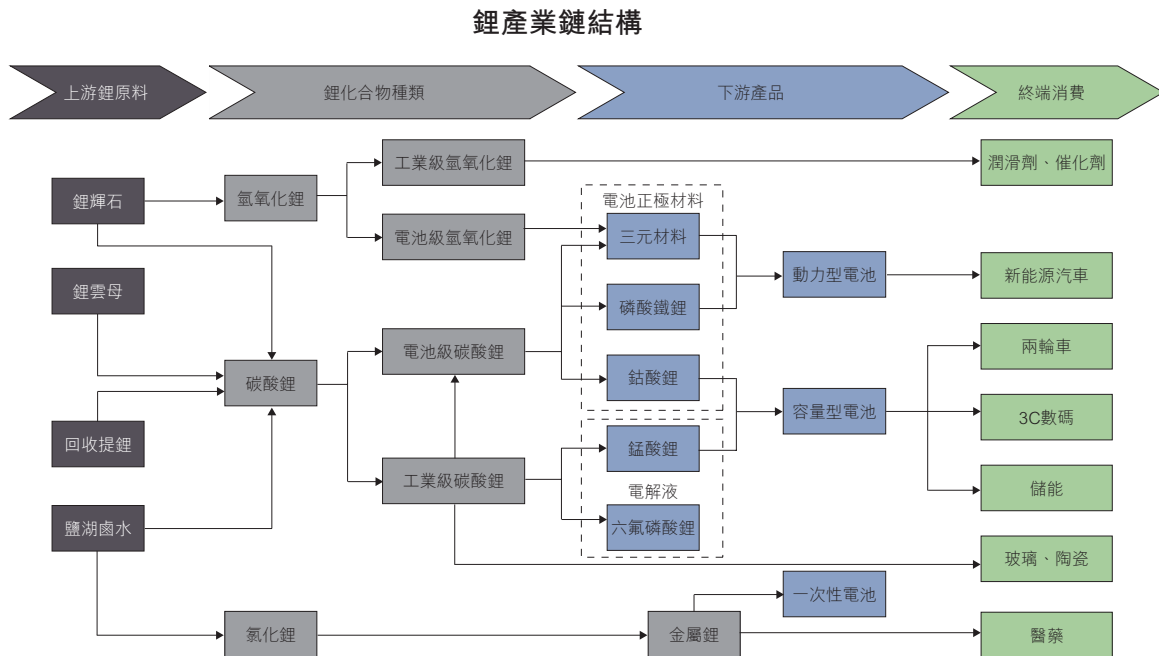 鋰產業鏈結構
上游鋰原料
鋰化合物種類
下游產品
終端消費
工業級氫氧化鋰
潤滑劑、催化劑
鋰輝石
氫氧化鋰
電池正極材料
電池級氫氧化鋰
三元材料
鋰雲母
動力型電池
新能源汽車
磷酸鐵鋰
電池級碳酸鋰
兩輪車
碳酸鋰
鈷酸鋰
容量型電池
3C數碼
回收提鋰
錳酸鋰
工業級碳酸鋰
儲能
電解液
鹽湖鹵水
六氟磷酸鋰
玻璃、陶瓷
一次性電池
氯化鋰
金屬鋰
醫藥